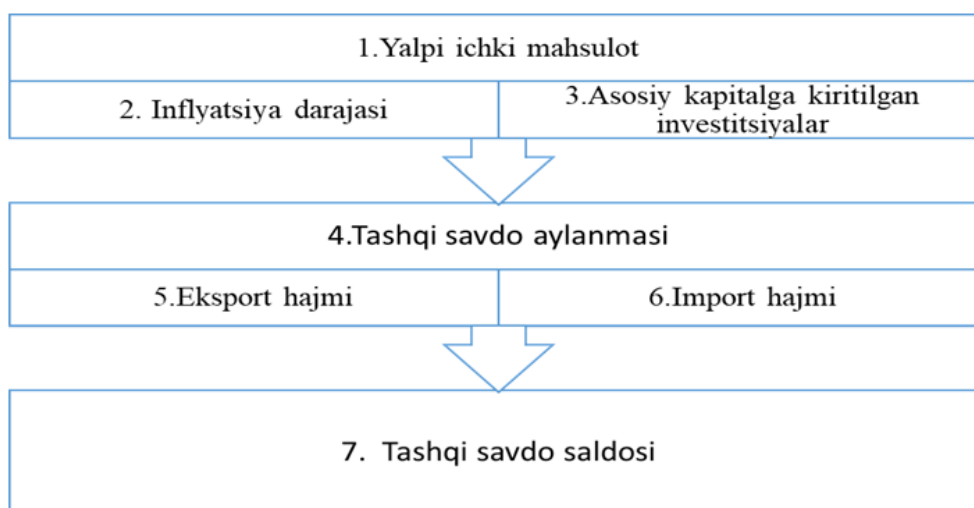 1.Yalpi ichki mahsulot
2. Inflyatsiya darajasi
3.Asosiy kapitalga kiritilgan
investitsiyalar
4.Tashqi savdo aylanmasi
5.Eksport hajmi
6.Import hajmi
7. Tashqi savdo saldosi